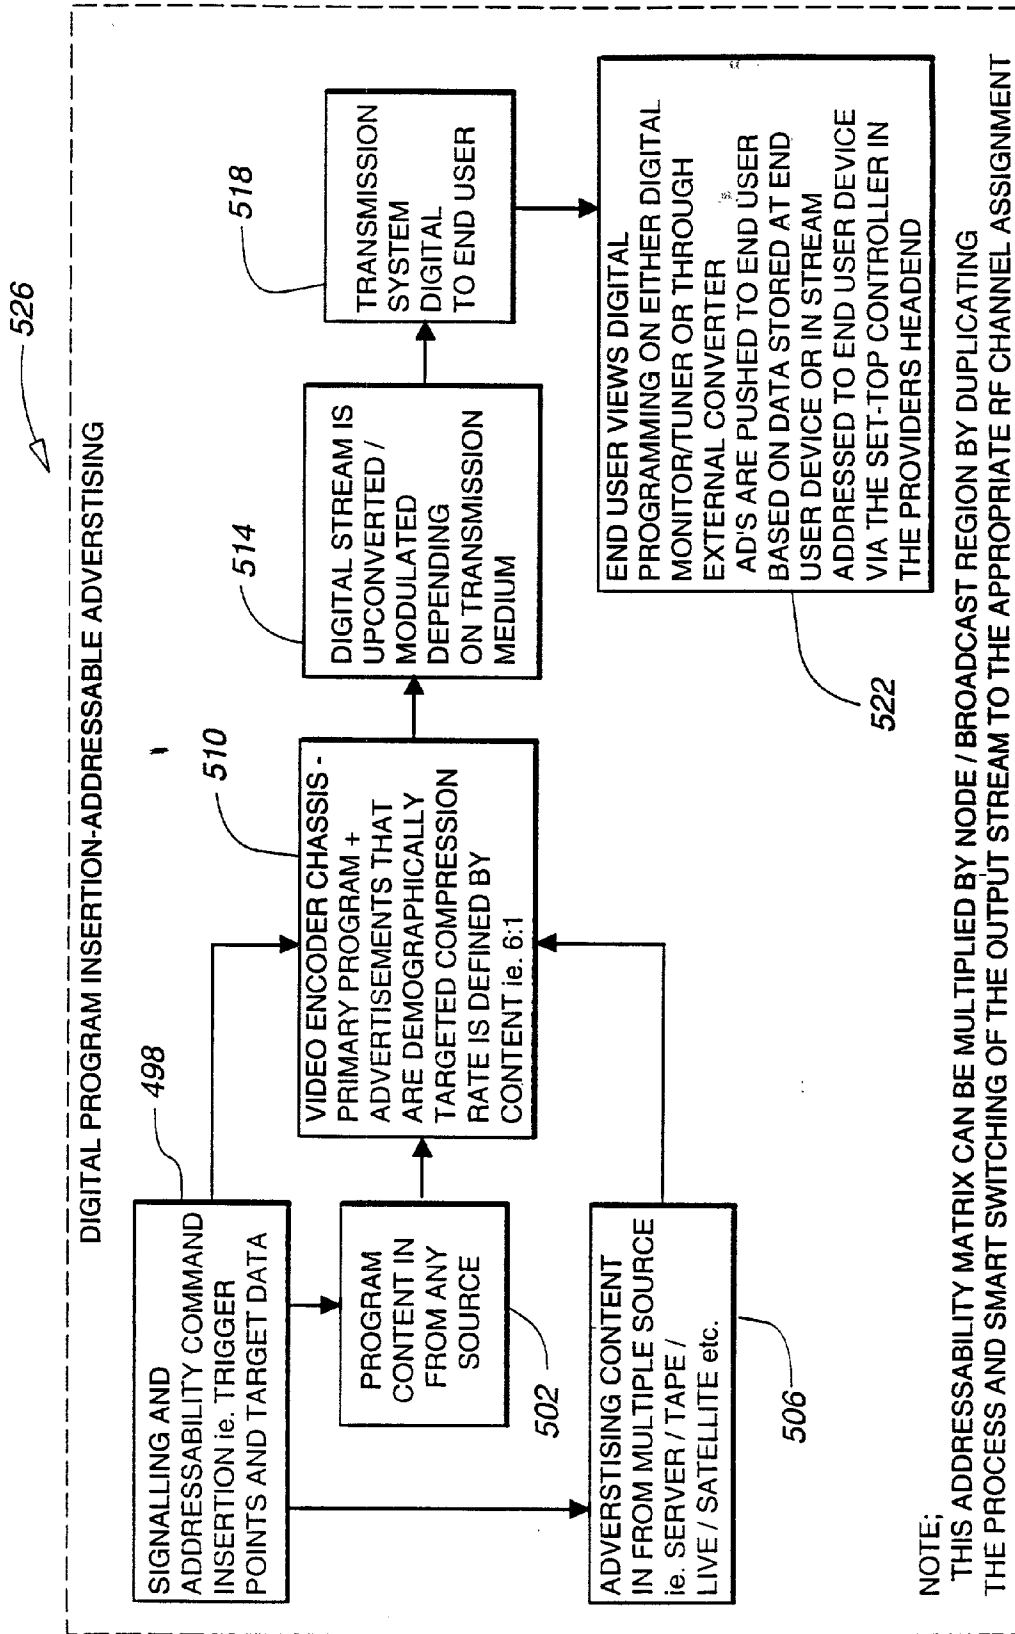 526
DIGITAL PROGRAM INSERTION-ADDRESSABLE ADVERSTISING
498
SIGNALLING AND
ADDRESSABILITY COMMAND
INSERTION ie. TRIGGER
POINTS AND TARGET DATA
PROGRAM
CONTENT IN
FROM ANY
SOURCE
502
ADVERSTISING CONTENT
IN FROM MULTIPLE SOURCE
ie. SERVER / TAPE /
LIVE / SATELLITE etc.
506
510
VIDEO ENCODER CHASSIS -
PRIMARY PROGRAM +
ADVERTISEMENTS THAT
ARE DEMOGRAPHICALLY
TARGETED COMPRESSION
RATE IS DEFINED BY
CONTENT ie. 6:1
514
DIGITAL STREAM IS
UPCONVERTED /
MODULATED
DEPENDING
ON TRANSMISSION
MEDIUM
518
TRANSMISSION
SYSTEM
DIGITAL
TO END USER
END USER VIEWS DIGITAL
PROGRAMMING ON EITHER DIGITAL
MONITOR/TUNER OR THROUGH
EXTERNAL CONVERTER
AD'S ARE PUSHED TO END USER
BASED ON DATA STORED AT END
USER DEVICE OR IN STREAM
ADDRESSED TO END USER DEVICE
VIA THE SET-TOP CONTROLLER IN
THE PROVIDERS HEADEND
522
NOTE;
THIS ADDRESSABILITY MATRIX CAN BE MULTIPLIED BY NODE / BROADCAST REGION BY DUPLICATING
THE PROCESS AND SMART SWITCHING OF THE OUTPUT STREAM TO THE APPROPRIATE RF CHANNEL ASSIGNMENT